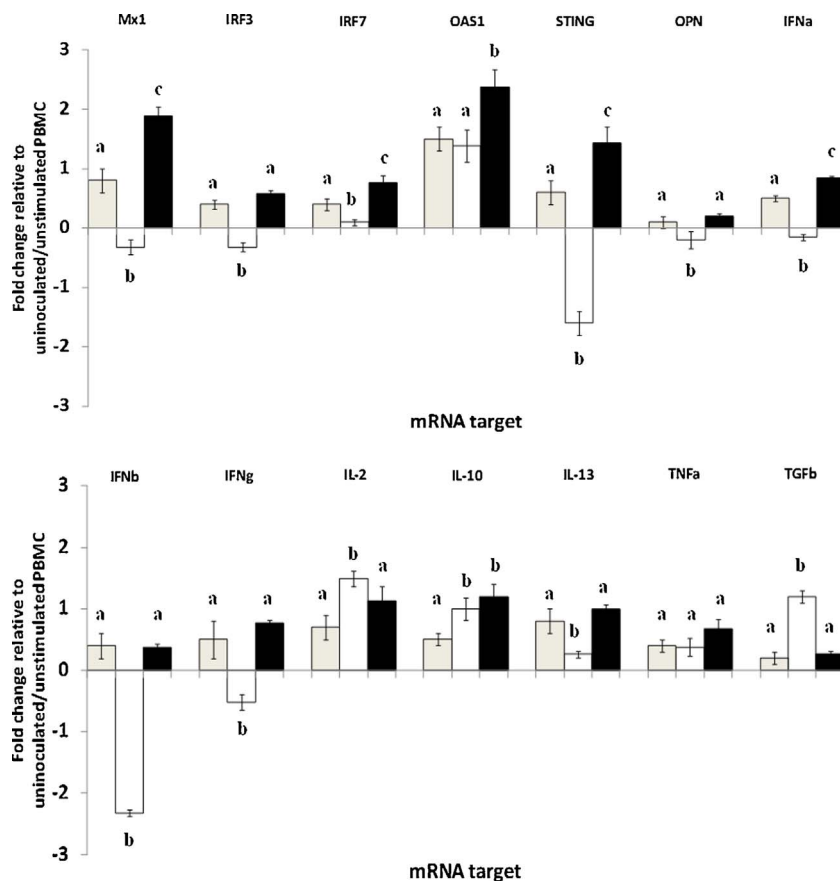 Mx1 IRF3 IRF7 OAS1 STING OPN IFNa
3
2
1
0
-1
-2
-3
Fold change relative to
uninoculated/unstimulated PBMC
a b c
a b a
a b c
a a b
a b c
a b a
a b c
mRNA target
IFNb IFNg IL-2 IL-10 IL-13 TNFa TGFb
3
2
1
0
-1
-2
-3
Fold change relative to
uninoculated/unstimulated PBMC
a b a
a b a
a b a
a b b
a b a
a a a
a b a
mRNA target